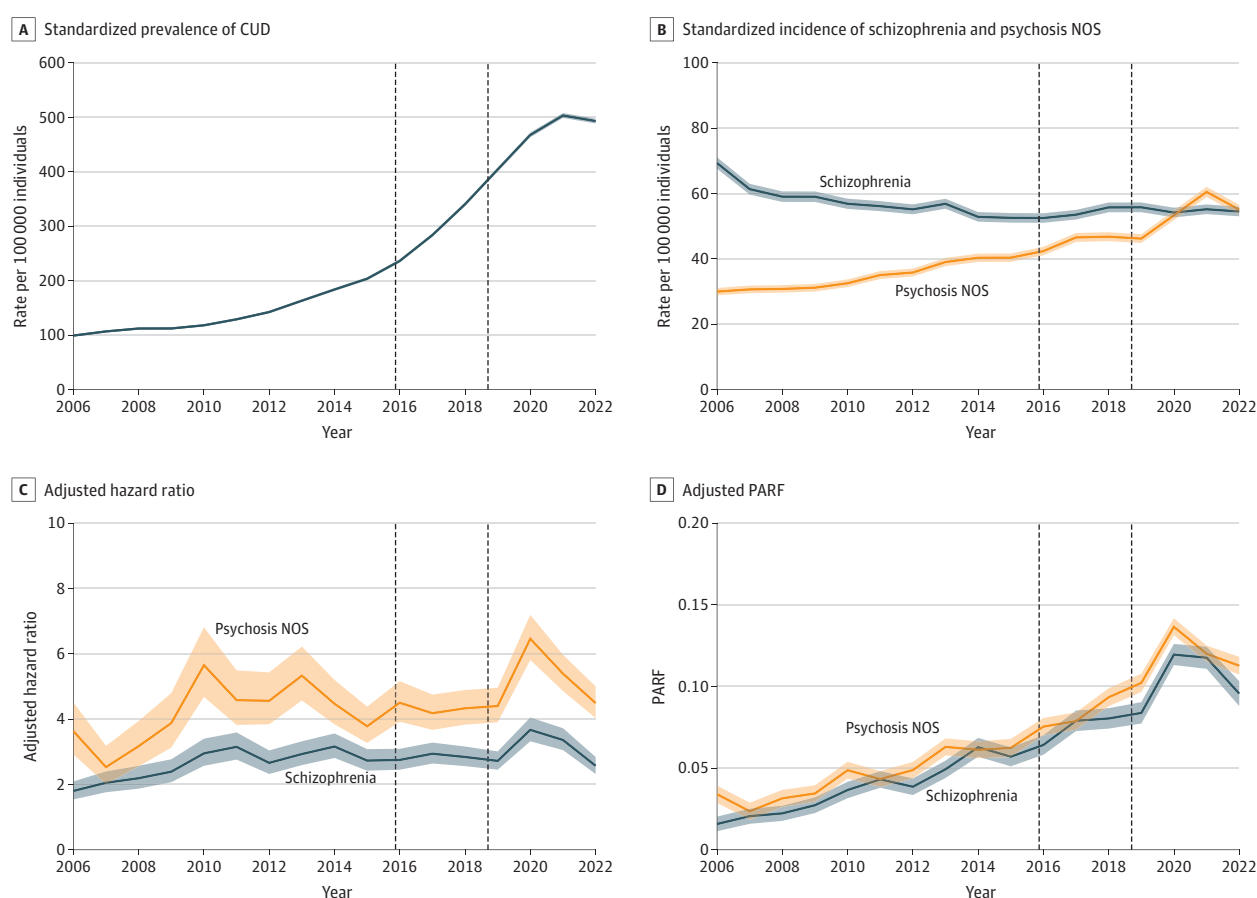 A Standardized prevalence of CUD
600
500
400
300
200
100
0
Rate per 100 000 individuals
2006 2008 2010 2012 2014 2016 2018 2020 2022
Year
B Standardized incidence of schizophrenia and psychosis NOS
100
80
60
40
20
0
Rate per 100 000 individuals
Schizophrenia
Psychosis NOS
2006 2008 2010 2012 2014 2016 2018 2020 2022
Year
C Adjusted hazard ratio
10
8
6
4
2
0
Adjusted hazard ratio
Psychosis NOS
Schizophrenia
2006 2008 2010 2012 2014 2016 2018 2020 2022
Year
D Adjusted PARF
0.20
0.15
0.10
0.05
0
PARF
Psychosis NOS
Schizophrenia
2006 2008 2010 2012 2014 2016 2018 2020 2022
Year